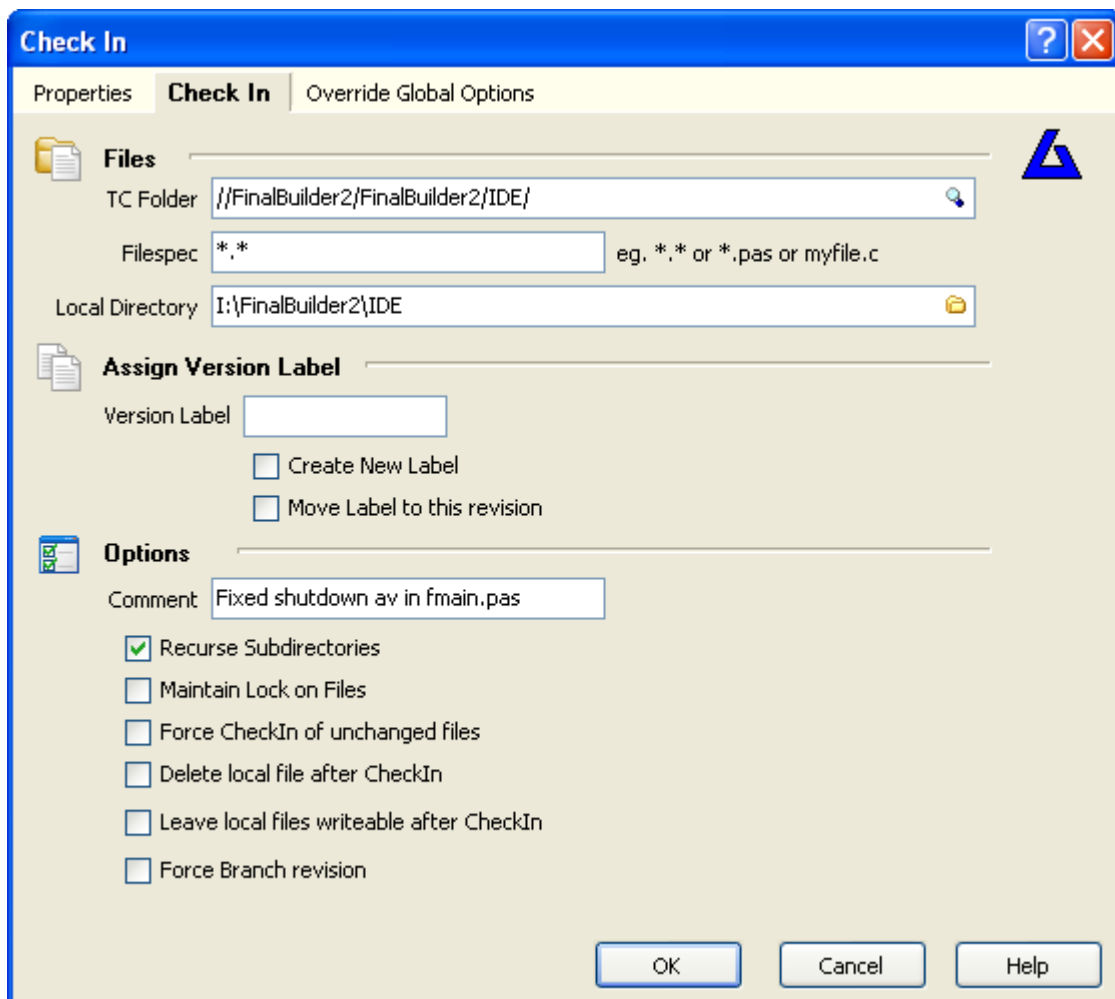 Check In
Properties Check In Override Global Options
Files
TC Folder //FinalBuilder2/FinalBuilder2/IDE/
Filespec *.* eg. *.* or *.pas or myfile.c
Local Directory I:\FinalBuilder2\IDE
Assign Version Label
Version Label
Create New Label
Move Label to this revision
Options
Comment Fixed shutdown av in fmain.pas
Recurse Subdirectories
Maintain Lock on Files
Force CheckIn of unchanged files
Delete local file after CheckIn
Leave local files writeable after CheckIn
Force Branch revision
OK Cancel Help